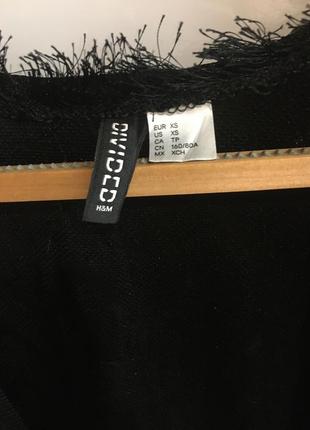 DIVIDED
H&M
EUR XS
US XS
CA TP
CN 160/80A
MX XCH